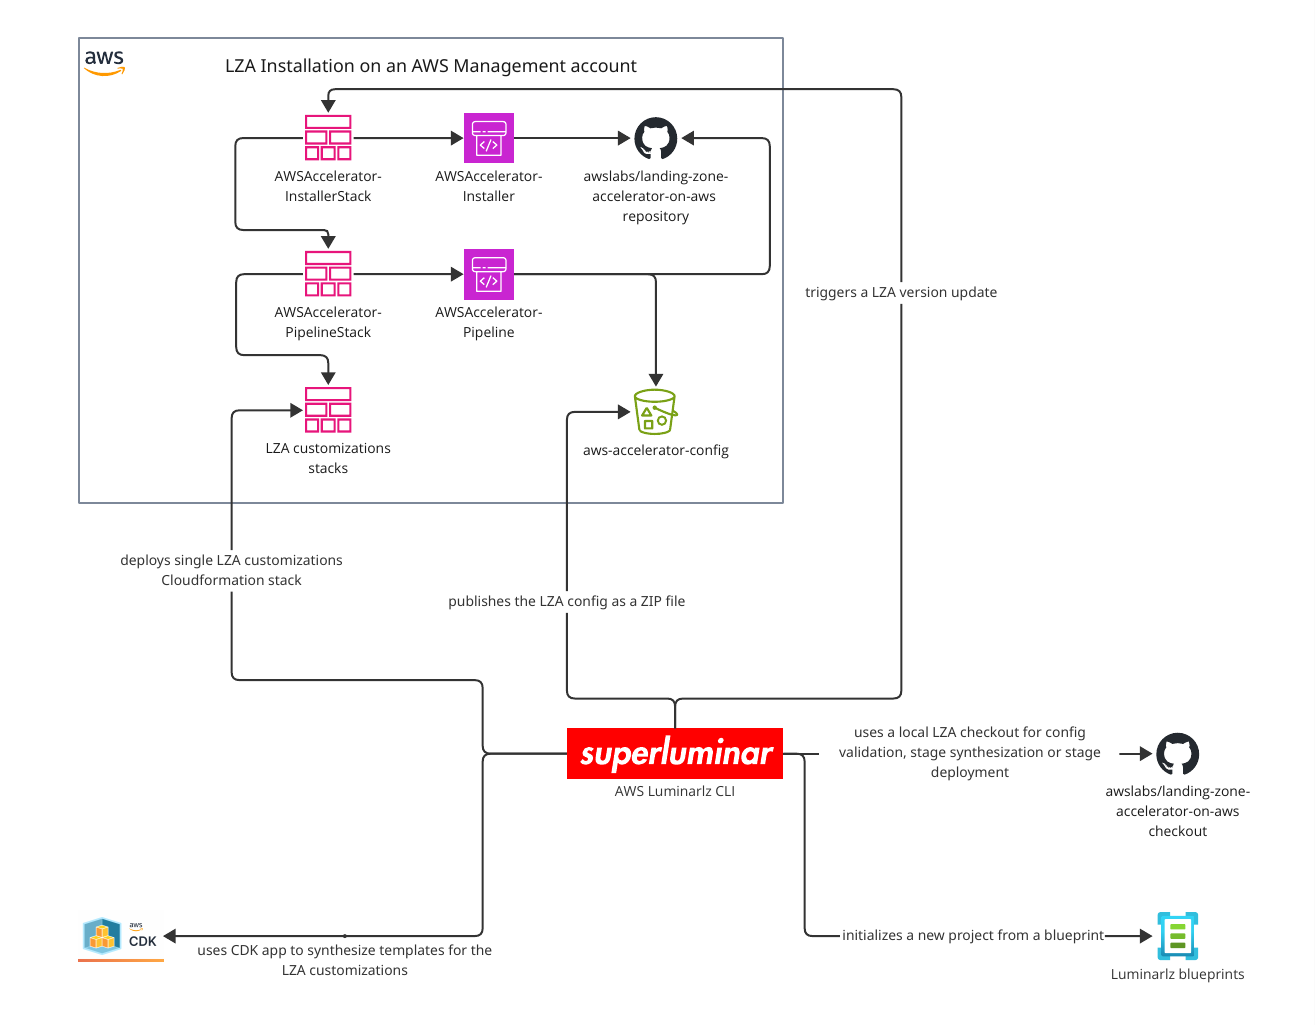 aws
LZA Installation on an AWS Management account
AWSAccelerator-
InstallerStack
AWSAccelerator-
Installer
awslabs/landing-zone-
accelerator-on-aws
repository
AWSAccelerator-
PipelineStack
AWSAccelerator-
Pipeline
triggers a LZA version update
LZA customizations
stacks
aws-accelerator-config
deploys single LZA customizations
Cloudformation stack
publishes the LZA config as a ZIP file
superluminar
AWS Luminarlz CLI
uses a local LZA checkout for config
validation, stage synthesization or stage
deployment
awslabs/landing-zone-
accelerator-on-aws
checkout
aws
CDK
uses CDK app to synthesize templates for the
LZA customizations
initializes a new project from a blueprint
Luminarlz blueprints